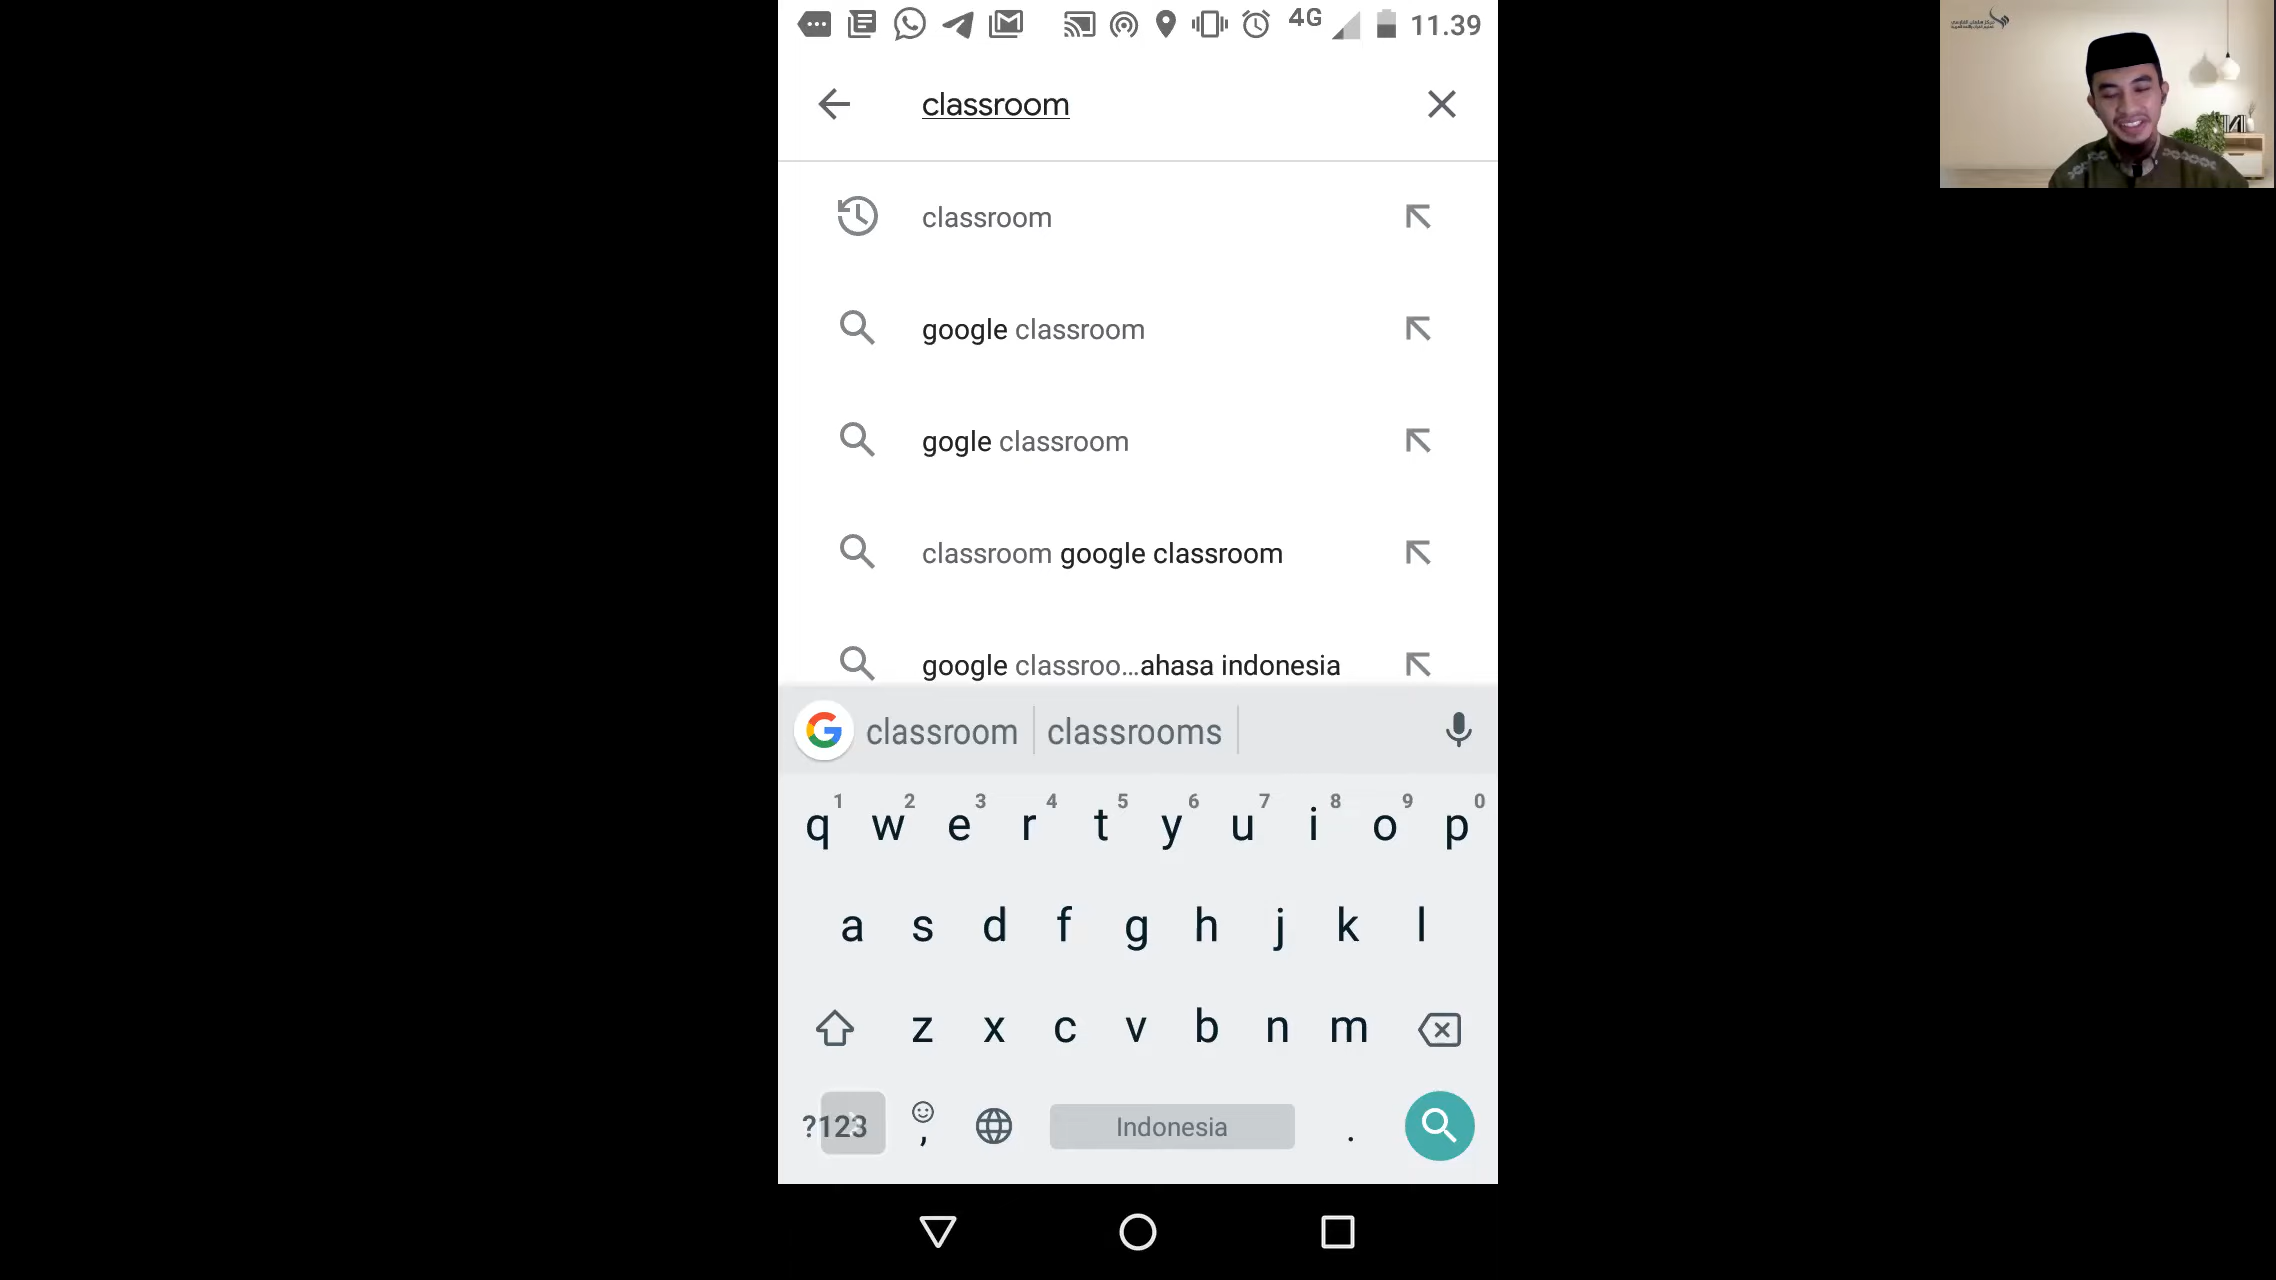 4G 11.39
classroom
classroom
google classroom
gogle classroom
classroom google classroom
google classroo...ahasa indonesia
classroom classrooms
1 2 3 4 5 6 7 8 9 0
q w e r t y u i o p
a s d f g h j k l
z x c v b n m
?123 , Indonesia .